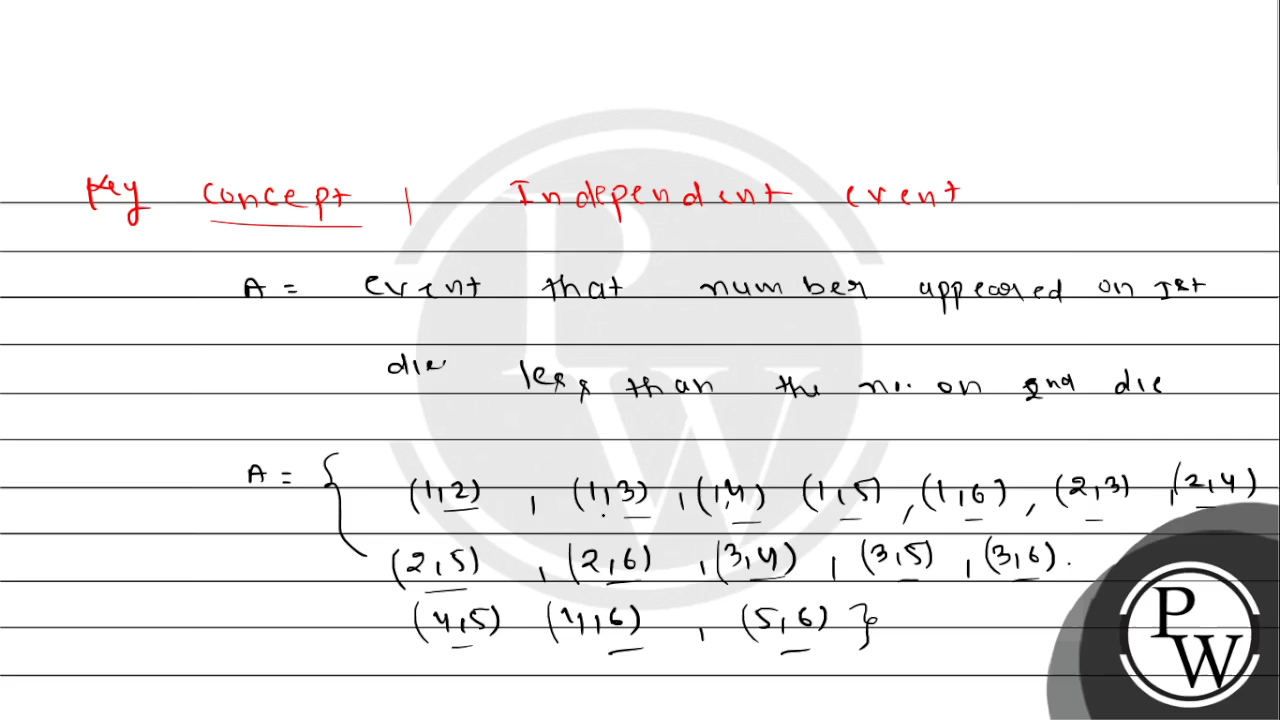 Key concept | Independent event
A = event that number appeared on Ist
die less than the no. on 2nd die
A = { (1,2) , (1,3) , (1,4) (1,5) , (1,6) , (2,3) , (2,4)
(2,5) , (2,6) , (3,4) , (3,5) , (3,6).
(4,5) (4,6) , (5,6) }
P
W
P
W